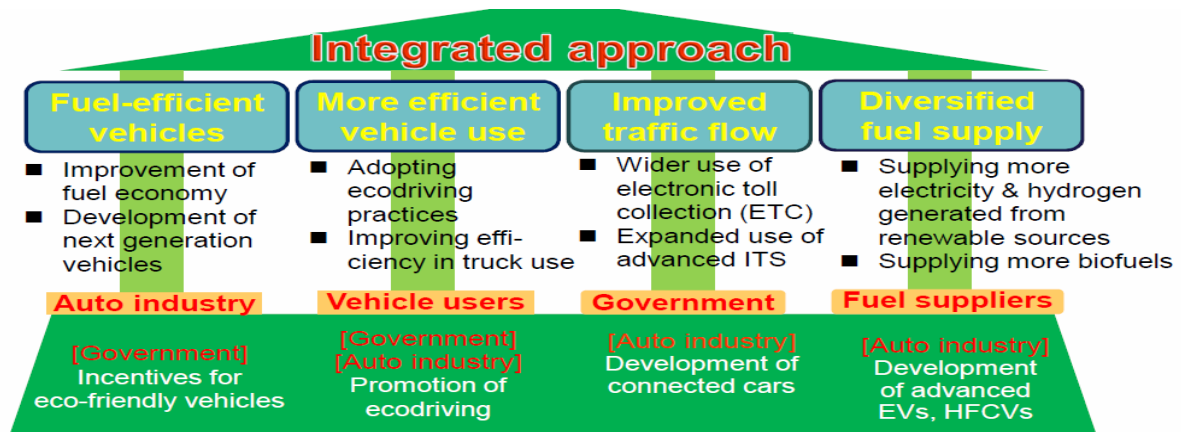 Integrated approach
Fuel-efficient
vehicles
■ Improvement of
fuel economy
■ Development of
next generation
vehicles
Auto industry
[Government]
Incentives for
eco-friendly vehicles
More efficient
vehicle use
■ Adopting
ecodriving
practices
■ Improving effi-
ciency in truck use
Vehicle users
[Government]
[Auto industry]
Promotion of
ecodriving
Improved
traffic flow
■ Wider use of
electronic toll
collection (ETC)
■ Expanded use of
advanced ITS
Government
[Auto industry]
Development of
connected cars
Diversified
fuel supply
■ Supplying more
electricity & hydrogen
generated from
renewable sources
■ Supplying more biofuels
Fuel suppliers
[Auto industry]
Development
of advanced
EVs, HFCVs